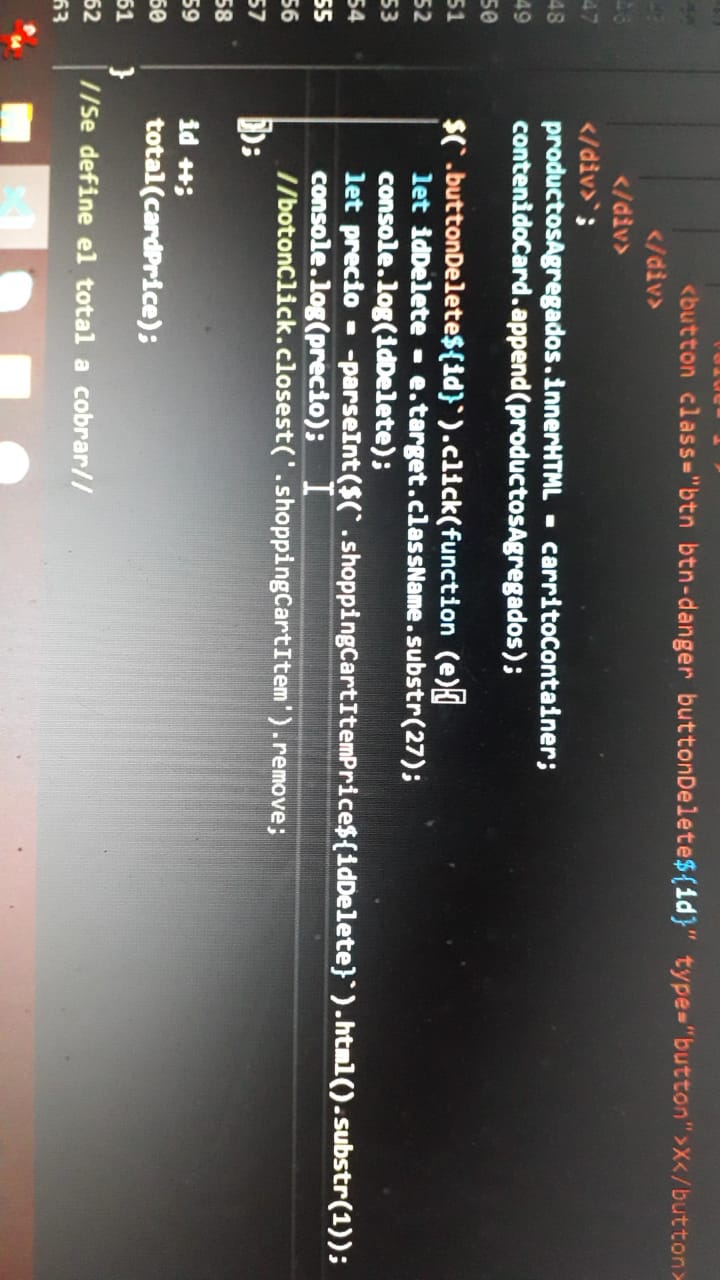 <button class="btn btn-danger buttonDelete${id}" type="button">X</button>
</div>
</div>
47 </div>`;
48 productosAgregados.innerHTML = carritoContainer;
49 contenidoCard.append(productosAgregados);
50
51 $(`.buttonDelete${id}`).click(function (e){
52 let idDelete = e.target.className.substr(27);
53 console.log(idDelete);
54 let precio = -parseInt($(`.shoppingCartItemPrice${idDelete}`).html().substr(1));
55 console.log(precio);
56 //botonClick.closest('.shoppingCartItem').remove;
57 });
58
59 id ++;
60 total(cardPrice);
61 }
62 //Se define el total a cobrar//
63